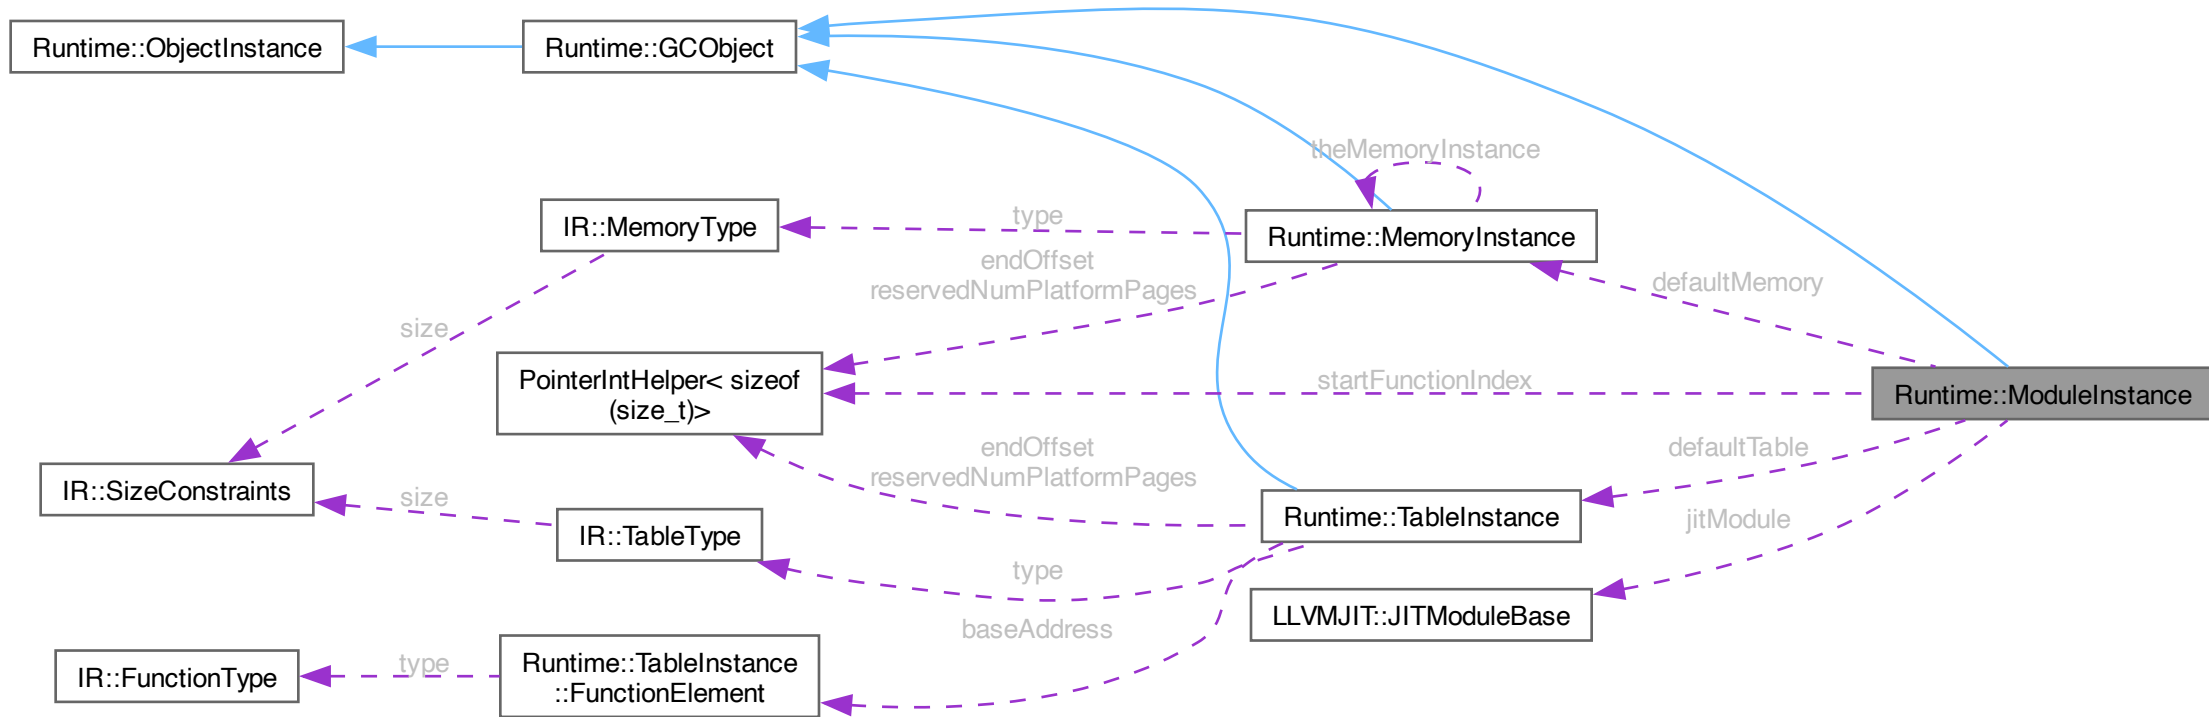 Runtime::ObjectInstance
Runtime::GCObject
theMemoryInstance
IR::MemoryType
type
Runtime::MemoryInstance
endOffset
reservedNumPlatformPages
defaultMemory
size
PointerIntHelper< sizeof
(size_t)>
startFunctionIndex
Runtime::ModuleInstance
endOffset
reservedNumPlatformPages
defaultTable
IR::SizeConstraints
size
Runtime::TableInstance
IR::TableType
jitModule
type
LLVMJIT::JITModuleBase
baseAddress
IR::FunctionType
type
Runtime::TableInstance
::FunctionElement